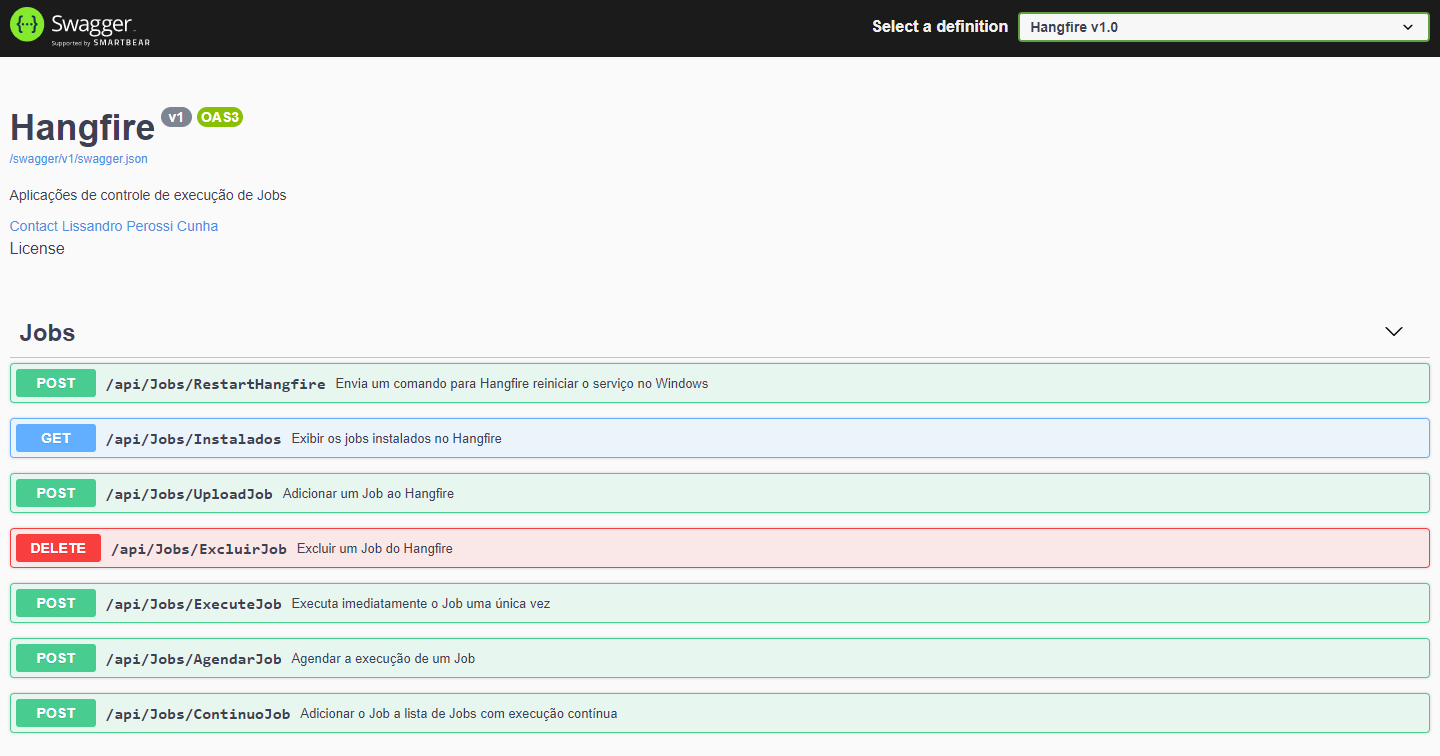 Swagger
Supported by SMARTBEAR
Select a definition
Hangfire v1.0
Hangfire v1 OAS3
/swagger/v1/swagger.json
Aplicações de controle de execução de Jobs
Contact Lissandro Perossi Cunha
License
Jobs
POST /api/Jobs/RestartHangfire Envia um comando para Hangfire reiniciar o serviço no Windows
GET /api/Jobs/Instalados Exibir os jobs instalados no Hangfire
POST /api/Jobs/UploadJob Adicionar um Job ao Hangfire
DELETE /api/Jobs/ExcluirJob Excluir um Job do Hangfire
POST /api/Jobs/ExecuteJob Executa imediatamente o Job uma única vez
POST /api/Jobs/AgendarJob Agendar a execução de um Job
POST /api/Jobs/ContinuoJob Adicionar o Job a lista de Jobs com execução contínua